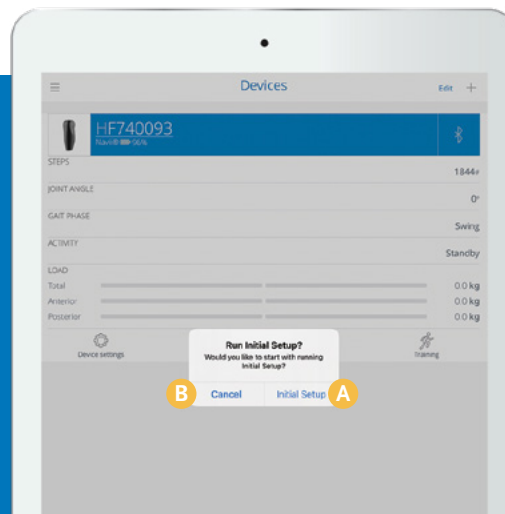 Devices
Edit +
HF740093
Navii® 96%
STEPS
1844#
JOINT ANGLE
0°
GAIT PHASE
Swing
ACTIVITY
Standby
LOAD
Total 0.0 kg
Anterior 0.0 kg
Posterior 0.0 kg
Device settings
Training
Run Initial Setup?
Would you like to start with running
Initial Setup?
B Cancel Initial Setup A